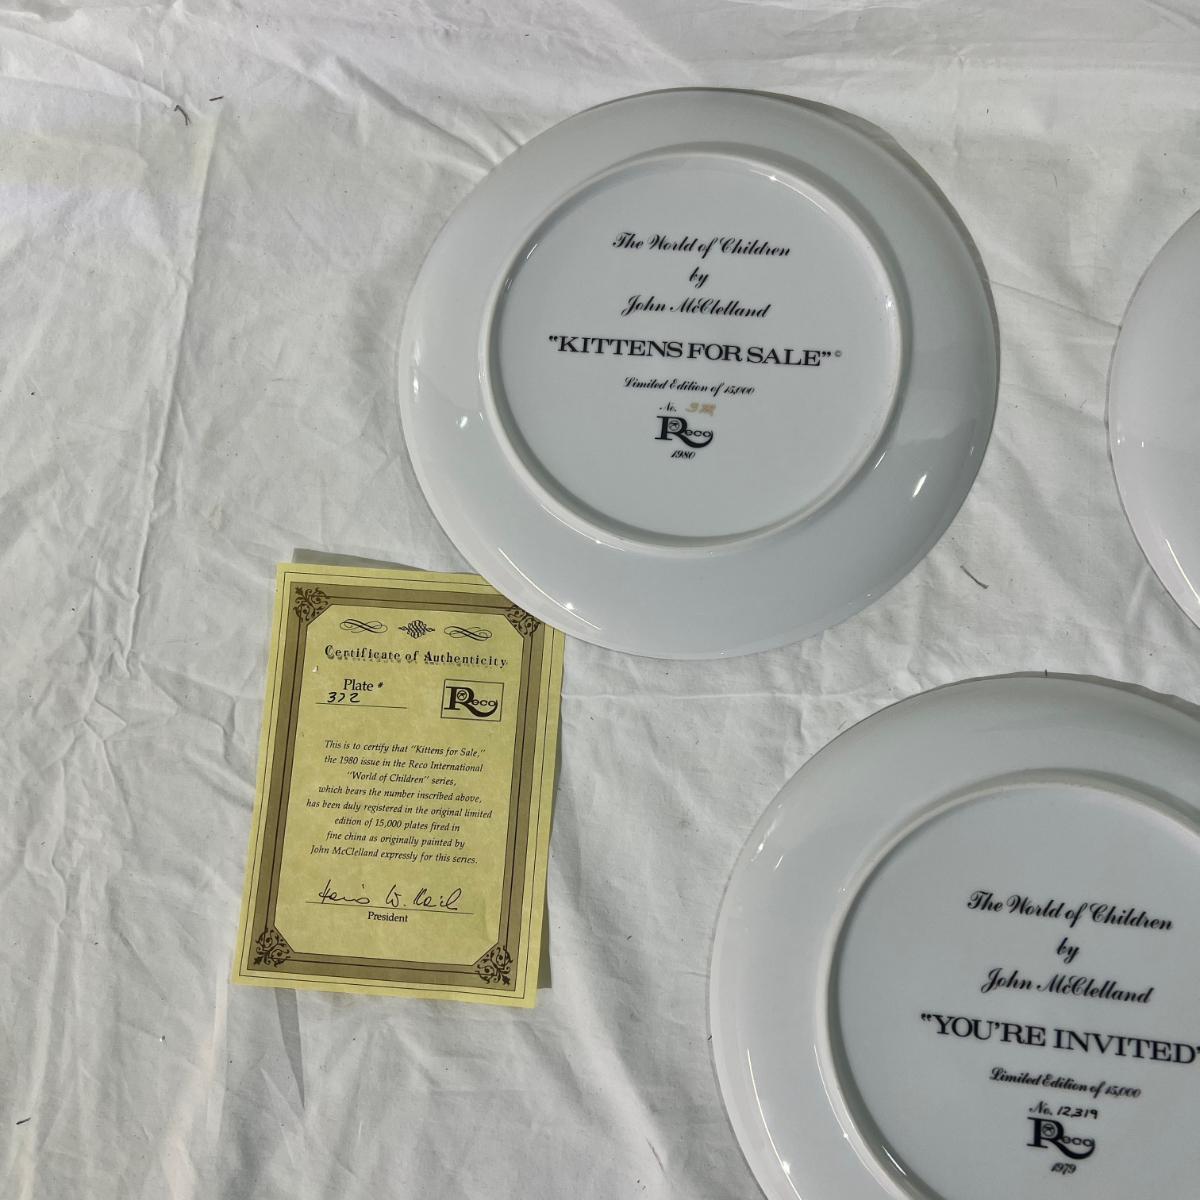 The World of Children
by
John McClelland
"KITTENS FOR SALE"©
Limited Edition of 15,000
No. 372
Reco
1980
Certificate of Authenticity
Plate #
372
Reco
This is to certify that "Kittens for Sale,"
the 1980 issue in the Reco International
"World of Children" series,
which bears the number inscribed above,
has been duly registered in the original limited
edition of 15,000 plates fired in
fine china as originally painted by
John McClelland expressly for this series.
President
The World of Children
by
John McClelland
"YOU'RE INVITED"
Limited Edition of 15,000
No. 12,319
Reco
1979